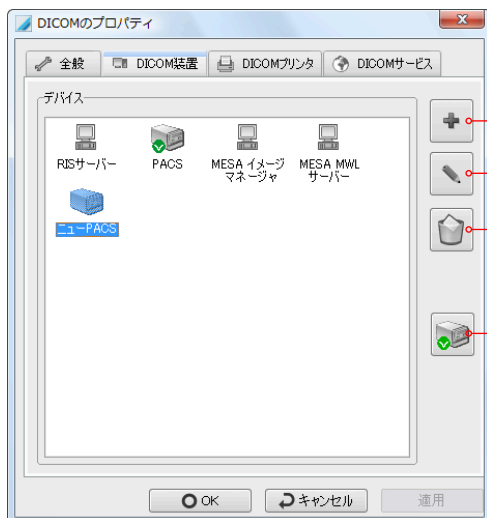 DICOMのプロパティ
全般 DICOM装置 DICOMプリンタ DICOMサービス
デバイス
RISサーバー PACS MESA イメージ MESA MWL
マネージャ サーバー
ニューPACS
OK キャンセル 適用